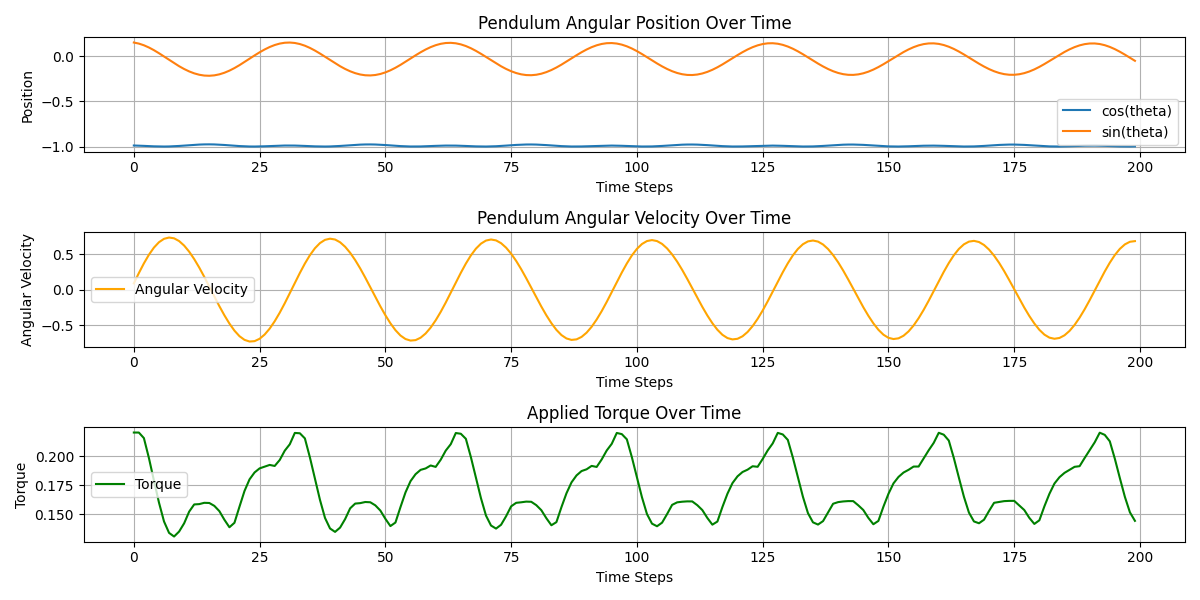 Pendulum Angular Position Over Time
Position
0.0
−0.5
−1.0
cos(theta)
sin(theta)
0 25 50 75 100 125 150 175 200
Time Steps
Pendulum Angular Velocity Over Time
Angular Velocity
0.5
0.0
−0.5
Angular Velocity
0 25 50 75 100 125 150 175 200
Time Steps
Applied Torque Over Time
Torque
0.200
0.175
0.150
Torque
0 25 50 75 100 125 150 175 200
Time Steps